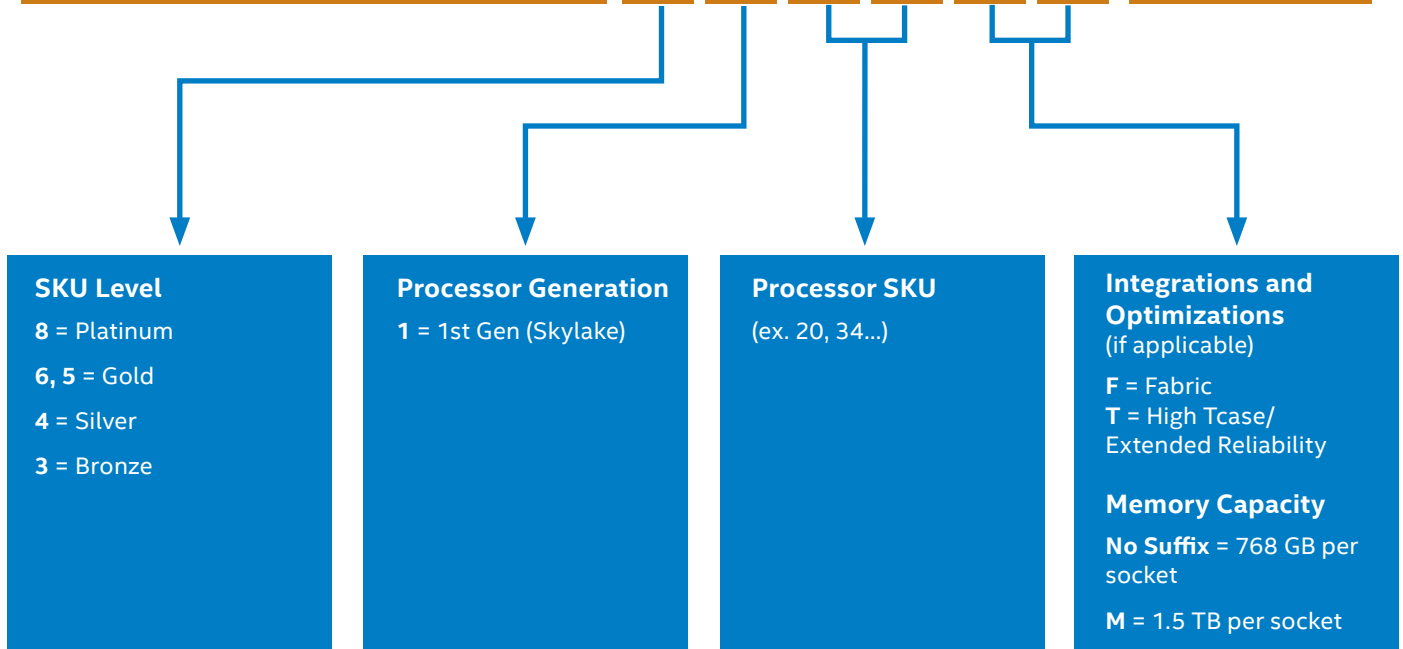 SKU Level
8 = Platinum
6, 5 = Gold
4 = Silver
3 = Bronze
Processor Generation
1 = 1st Gen (Skylake)
Processor SKU
(ex. 20, 34...)
Integrations and
Optimizations
(if applicable)
F = Fabric
T = High Tcase/
Extended Reliability
Memory Capacity
No Suffix = 768 GB per
socket
M = 1.5 TB per socket